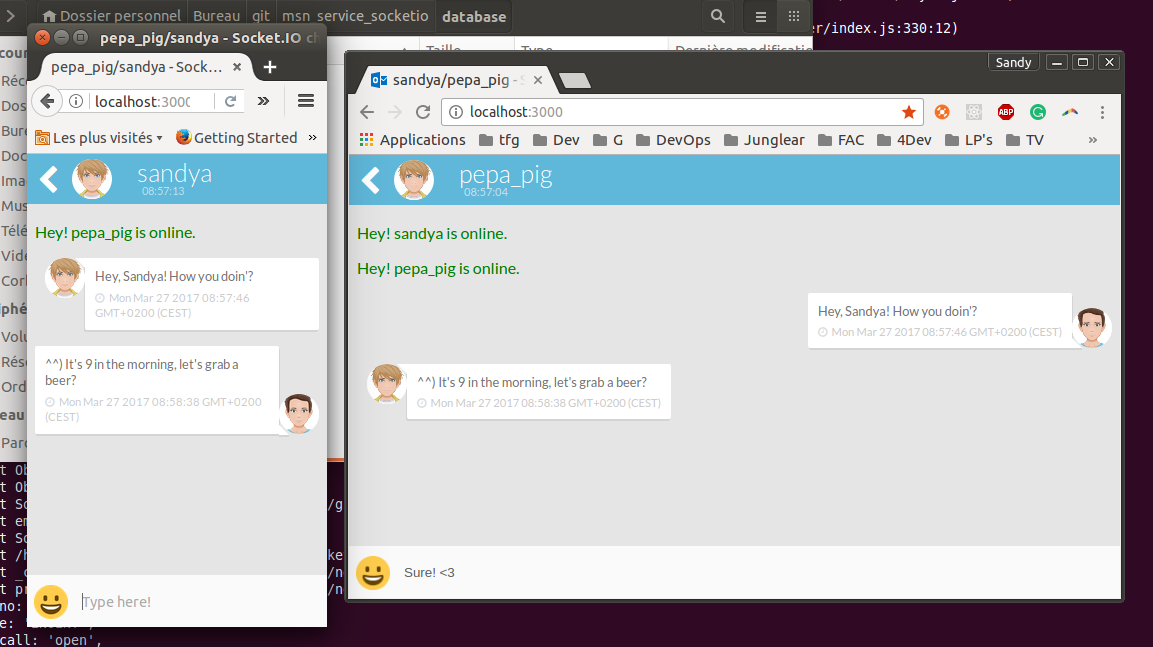 Dossier personnel Bureau git msn_service_socketio database
er/index.js:330:12)
Taille Type Dernière modification
cour
Réc
Dos
Bur
Doc
Ima
Mus
Télé
Vidé
Corl
phé
Volu
Rése
Ord
eau
Parc
pepa_pig/sandya - Socket.IO ch
pepa_pig/sandya - Sock...
localhost:3000
Les plus visités Getting Started »
sandya
08:57:13
Hey! pepa_pig is online.
Hey, Sandya! How you doin'?
Mon Mar 27 2017 08:57:46
GMT+0200 (CEST)
^^) It's 9 in the morning, let's grab a
beer?
Mon Mar 27 2017 08:58:38 GMT+0200
(CEST)
Type here!
Sandy
sandya/pepa_pig - S
localhost:3000
ABP
Applications tfg Dev G DevOps Junglear FAC 4Dev LP's TV »
pepa_pig
08:57:04
Hey! sandya is online.
Hey! pepa_pig is online.
Hey, Sandya! How you doin'?
Mon Mar 27 2017 08:57:46 GMT+0200 (CEST)
^^) It's 9 in the morning, let's grab a beer?
Mon Mar 27 2017 08:58:38 GMT+0200 (CEST)
Sure! <3
t Ob
t Ob
t So
t em
t So
t /h
t _c
t pr
no:
call: 'open',